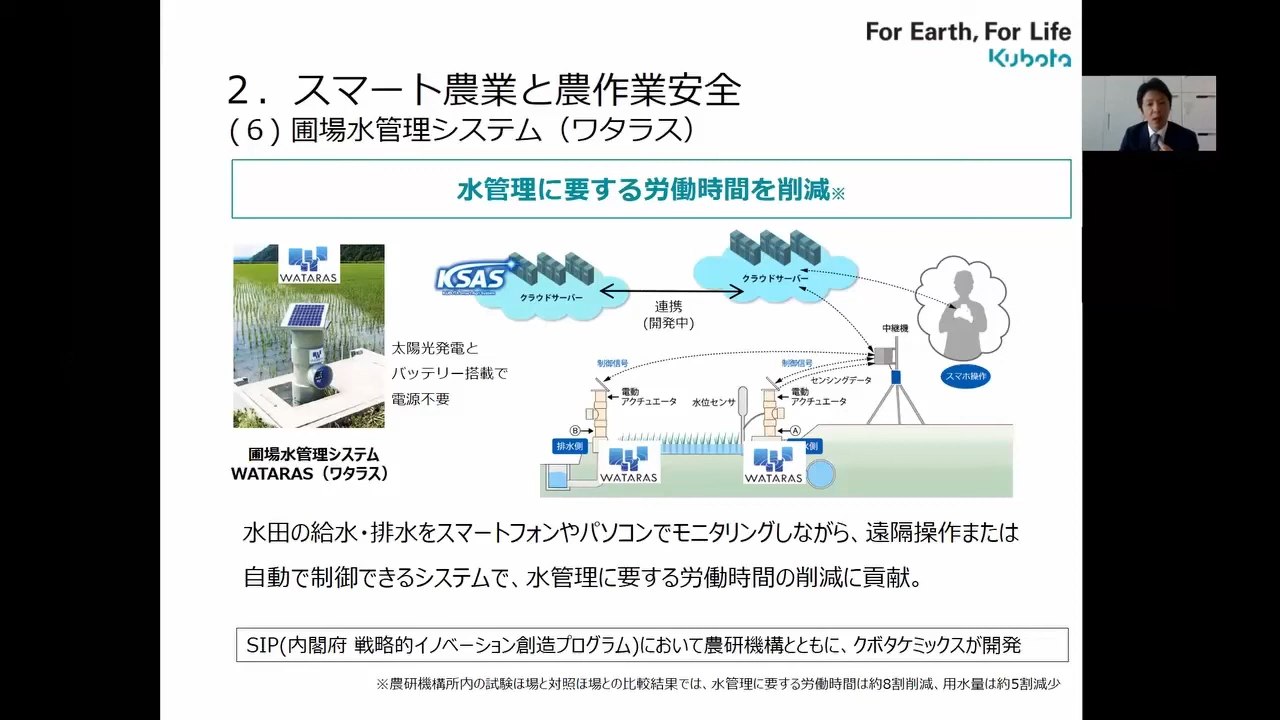 For Earth, For Life
Kubota
2．スマート農業と農作業安全
（6）圃場水管理システム（ワタラス）
水管理に要する労働時間を削減※
WATARAS
太陽光発電と
バッテリー搭載で
電源不要
圃場水管理システム
WATARAS（ワタラス）
KSAS
クラウドサーバー
連携
(開発中)
クラウドサーバー
中継機
スマホ操作
制御信号
制御信号
センシングデータ
電動
アクチュエータ
水位センサ
電動
アクチュエータ
B
A
排水側
水側
WATARAS
WATARAS
水田の給水・排水をスマートフォンやパソコンでモニタリングしながら、遠隔操作または
自動で制御できるシステムで、水管理に要する労働時間の削減に貢献。
SIP(内閣府 戦略的イノベーション創造プログラム)において農研機構とともに、クボタケミックスが開発
※農研機構所内の試験ほ場と対照ほ場との比較結果では、水管理に要する労働時間は約8割削減、用水量は約5割減少